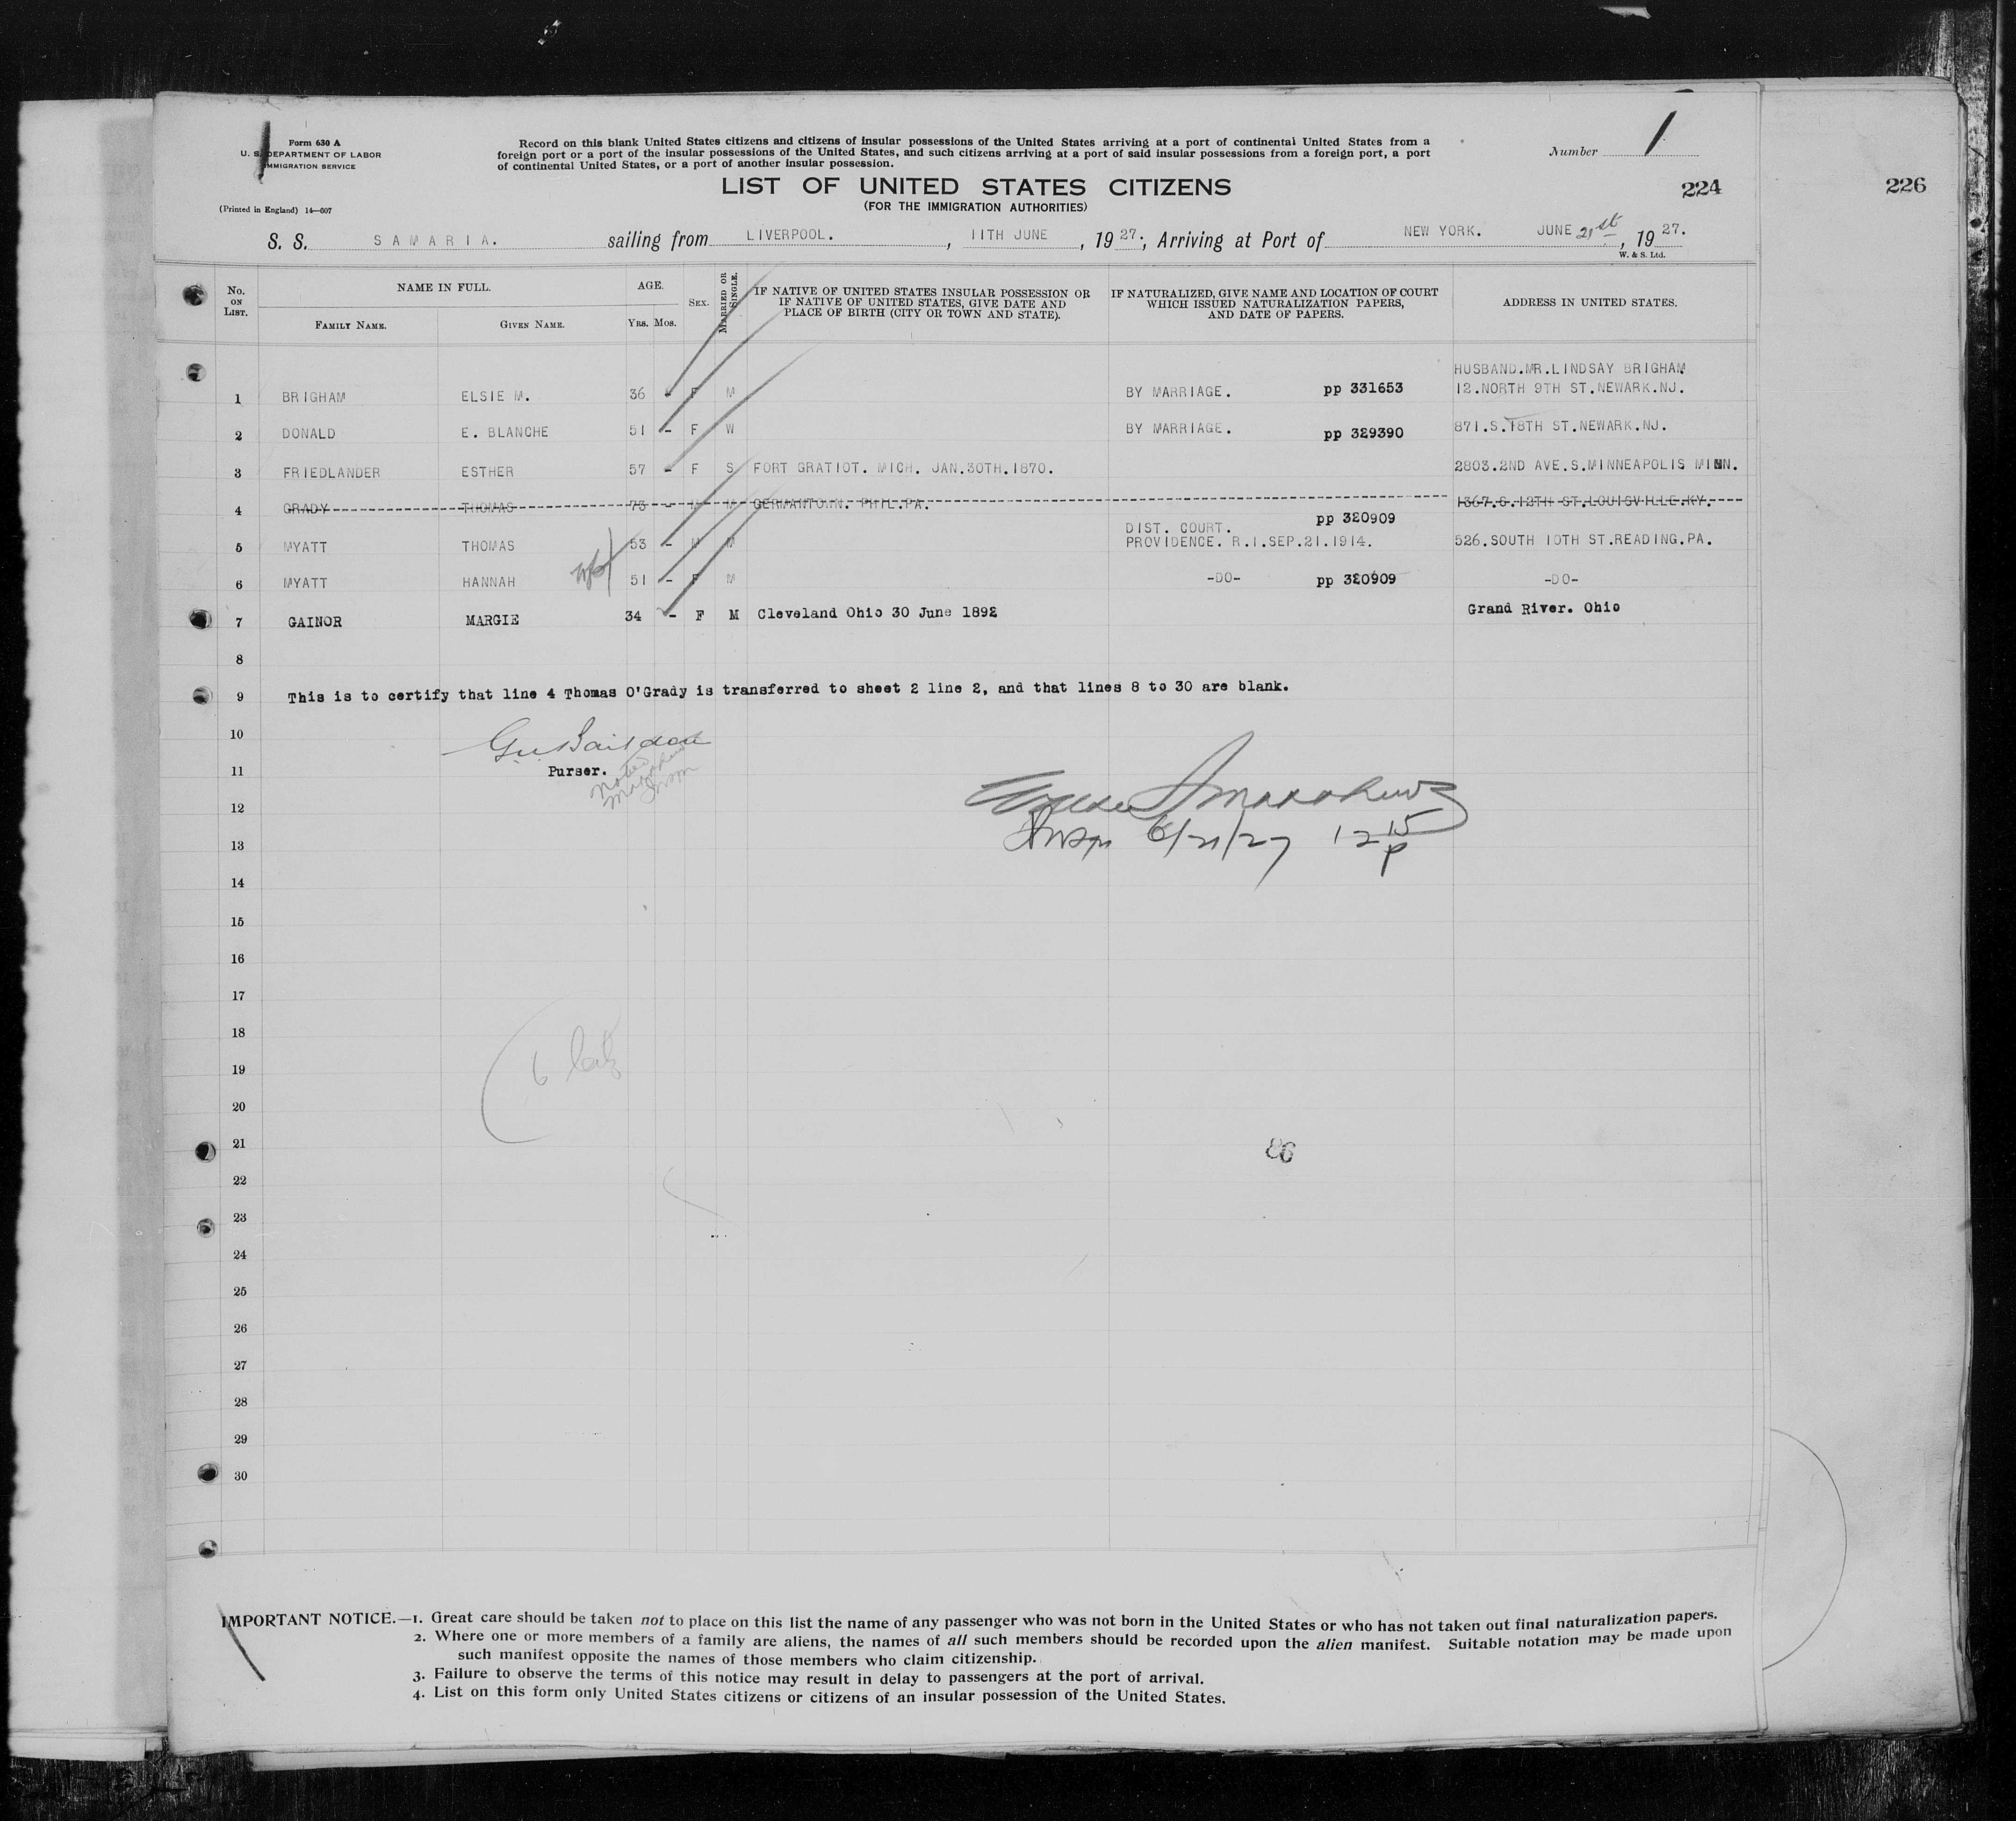 Form 630 A
U. S. DEPARTMENT OF LABOR
IMMIGRATION SERVICE
(Printed in England) 14—607
Record on this blank United States citizens and citizens of insular possessions of the United States arriving at a port of continental United States from a
foreign port or a port of the insular possessions of the United States, and such citizens arriving at a port of said insular possessions from a foreign port, a port
of continental United States, or a port of another insular possession.
Number 1
LIST OF UNITED STATES CITIZENS
(FOR THE IMMIGRATION AUTHORITIES)
224
226
S. S. SAMARIA. sailing from LIVERPOOL. , 11TH JUNE , 1927., Arriving at Port of NEW YORK. JUNE 21st , 1927.
W. & S. Ltd.
No. ON LIST.
NAME IN FULL.
FAMILY NAME.
GIVEN NAME.
AGE.
YRS. MOS.
SEX.
MARRIED OR SINGLE.
IF NATIVE OF UNITED STATES INSULAR POSSESSION OR
IF NATIVE OF UNITED STATES, GIVE DATE AND
PLACE OF BIRTH (CITY OR TOWN AND STATE).
IF NATURALIZED, GIVE NAME AND LOCATION OF COURT
WHICH ISSUED NATURALIZATION PAPERS,
AND DATE OF PAPERS.
ADDRESS IN UNITED STATES.
HUSBAND.MR.LINDSAY BRIGHAM
1 BRIGHAM ELSIE M. 36 - F M BY MARRIAGE. pp 331653 12.NORTH 9TH ST.NEWARK.NJ.
2 DONALD E. BLANCHE 51 - F W BY MARRIAGE. pp 329390 871.S.18TH ST.NEWARK.NJ.
3 FRIEDLANDER ESTHER 57 - F S FORT GRATIOT. MICH. JAN.30TH.1870. 2803.2ND AVE.S.MINNEAPOLIS MINN.
4 GRADY THOMAS 73 - M M GERMANTOWN. PHIL.PA. 1367.S.12TH ST.LOUISVILLE.KY.
DIST. COURT. pp 320909
5 MYATT THOMAS 53 - M M PROVIDENCE. R.I.SEP.21.1914. 526.SOUTH 10TH ST.READING.PA.
6 MYATT HANNAH 51 - F M -DO- pp 320909 -DO-
7 GAINOR MARGIE 34 - F M Cleveland Ohio 30 June 1892 Grand River. Ohio
8
9 This is to certify that line 4 Thomas O'Grady is transferred to sheet 2 line 2, and that lines 8 to 30 are blank.
10
11 Purser.
12
13 Insp 6/21/27 12 15 P
14
15
16
17
18
19
20
21
86
22
23
24
25
26
27
28
29
30
IMPORTANT NOTICE.—1. Great care should be taken not to place on this list the name of any passenger who was not born in the United States or who has not taken out final naturalization papers.
2. Where one or more members of a family are aliens, the names of all such members should be recorded upon the alien manifest. Suitable notation may be made upon
such manifest opposite the names of those members who claim citizenship.
3. Failure to observe the terms of this notice may result in delay to passengers at the port of arrival.
4. List on this form only United States citizens or citizens of an insular possession of the United States.